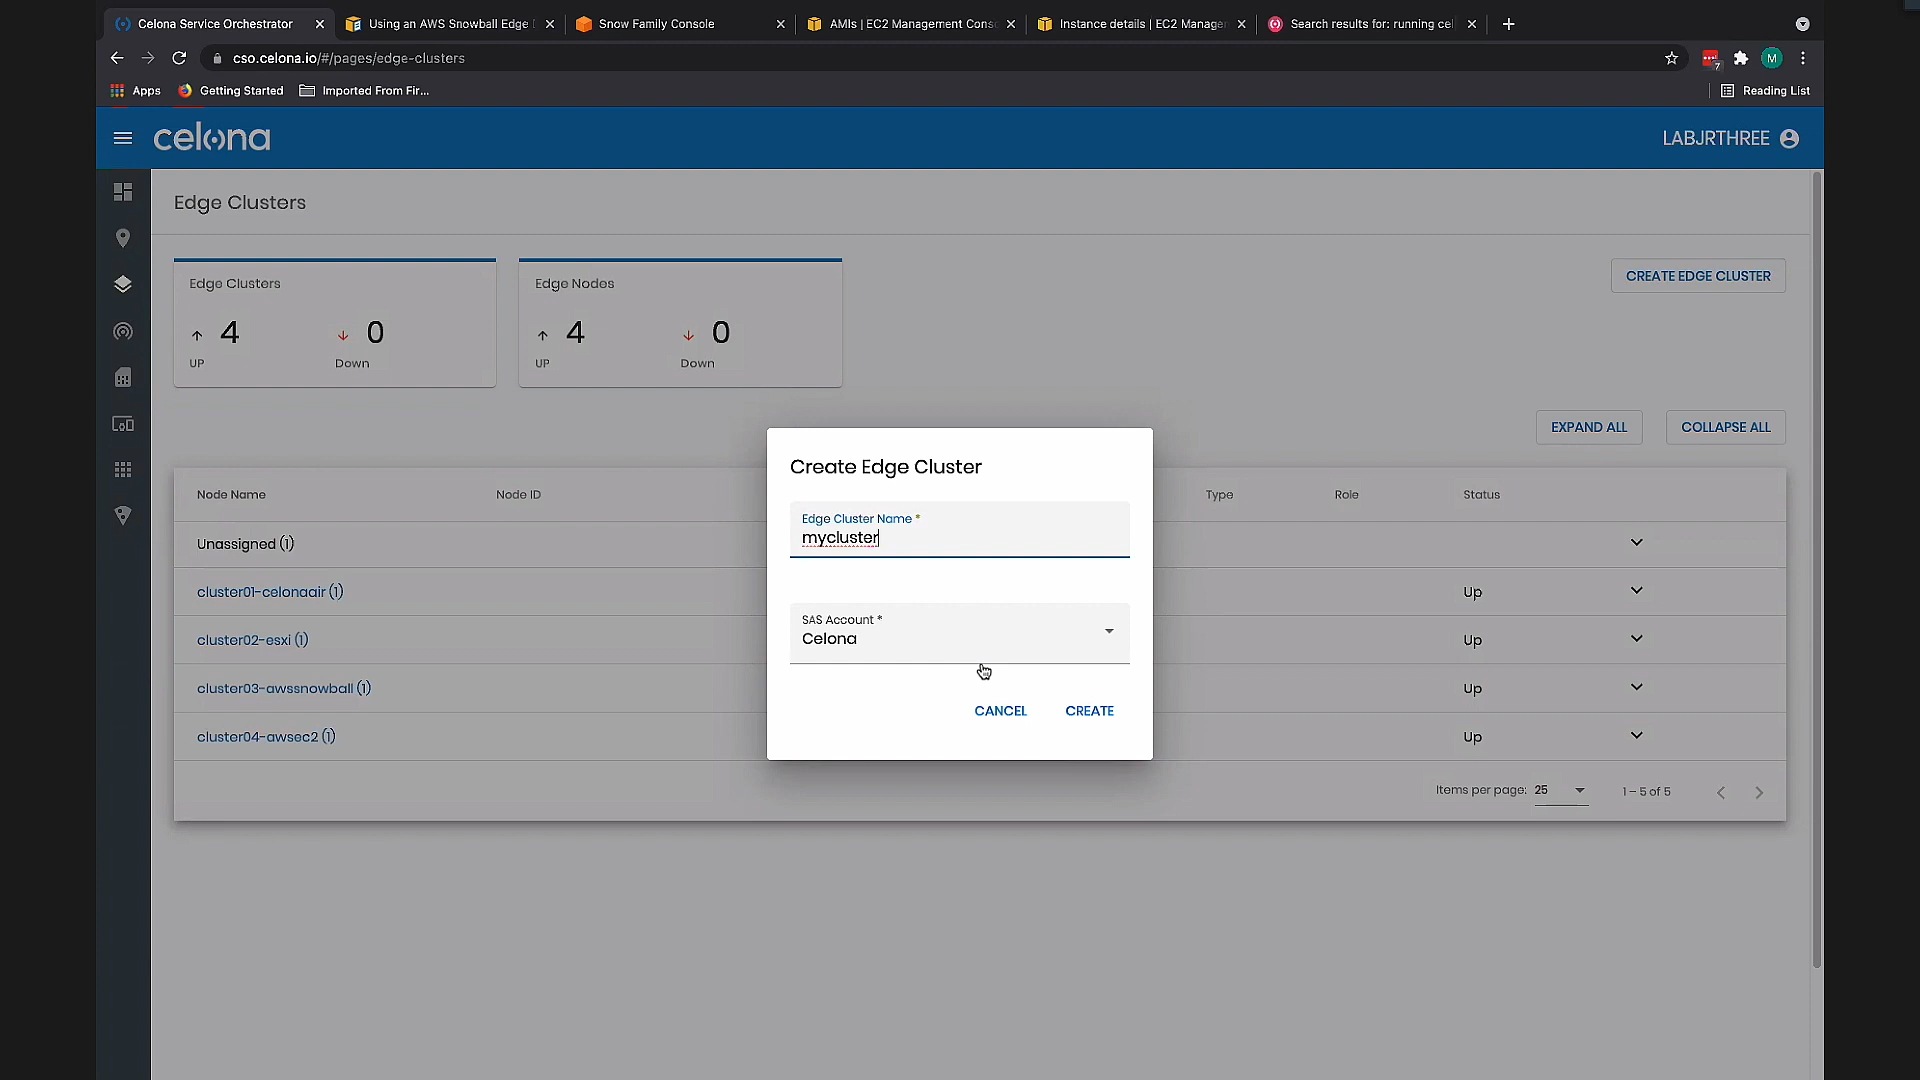 Celona Service Orchestrator
Using an AWS Snowball Edge
Snow Family Console
AMIs | EC2 Management Cons
Instance details | EC2 Manage
Search results for: running cel
cso.celona.io/#/pages/edge-clusters
7
M
Apps
Getting Started
Imported From Fir...
Reading List
celona
LABJRTHREE
Edge Clusters
Edge Clusters
4
0
UP
Down
Edge Nodes
4
0
UP
Down
CREATE EDGE CLUSTER
EXPAND ALL
COLLAPSE ALL
Node Name
Node ID
Type
Role
Status
Unassigned (1)
cluster01-celonaair (1)
Up
cluster02-esxi (1)
Up
cluster03-awssnowball (1)
Up
cluster04-awsec2 (1)
Up
Items per page: 25
1 – 5 of 5
Create Edge Cluster
Edge Cluster Name *
mycluster
SAS Account *
Celona
CANCEL
CREATE